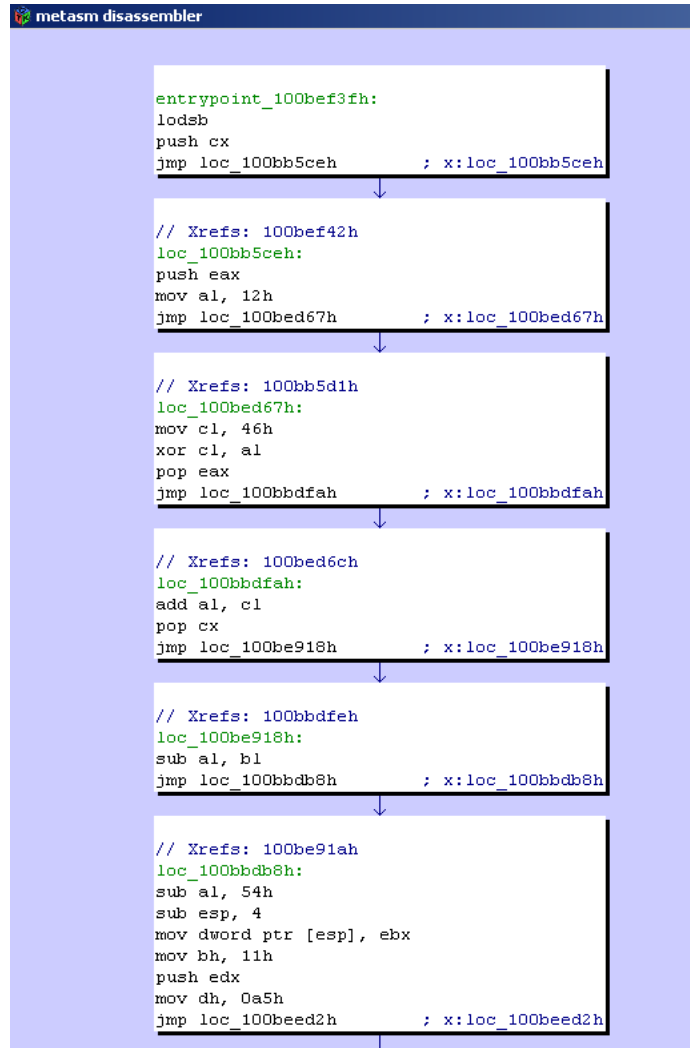 metasm disassembler
entrypoint_100bef3fh:
lodsb
push cx
jmp loc_100bb5ceh ; x:loc_100bb5ceh
// Xrefs: 100bef42h
loc_100bb5ceh:
push eax
mov al, 12h
jmp loc_100bed67h ; x:loc_100bed67h
// Xrefs: 100bb5d1h
loc_100bed67h:
mov cl, 46h
xor cl, al
pop eax
jmp loc_100bbdfah ; x:loc_100bbdfah
// Xrefs: 100bed6ch
loc_100bbdfah:
add al, cl
pop cx
jmp loc_100be918h ; x:loc_100be918h
// Xrefs: 100bbdfeh
loc_100be918h:
sub al, bl
jmp loc_100bbdb8h ; x:loc_100bbdb8h
// Xrefs: 100be91ah
loc_100bbdb8h:
sub al, 54h
sub esp, 4
mov dword ptr [esp], ebx
mov bh, 11h
push edx
mov dh, 0a5h
jmp loc_100beed2h ; x:loc_100beed2h